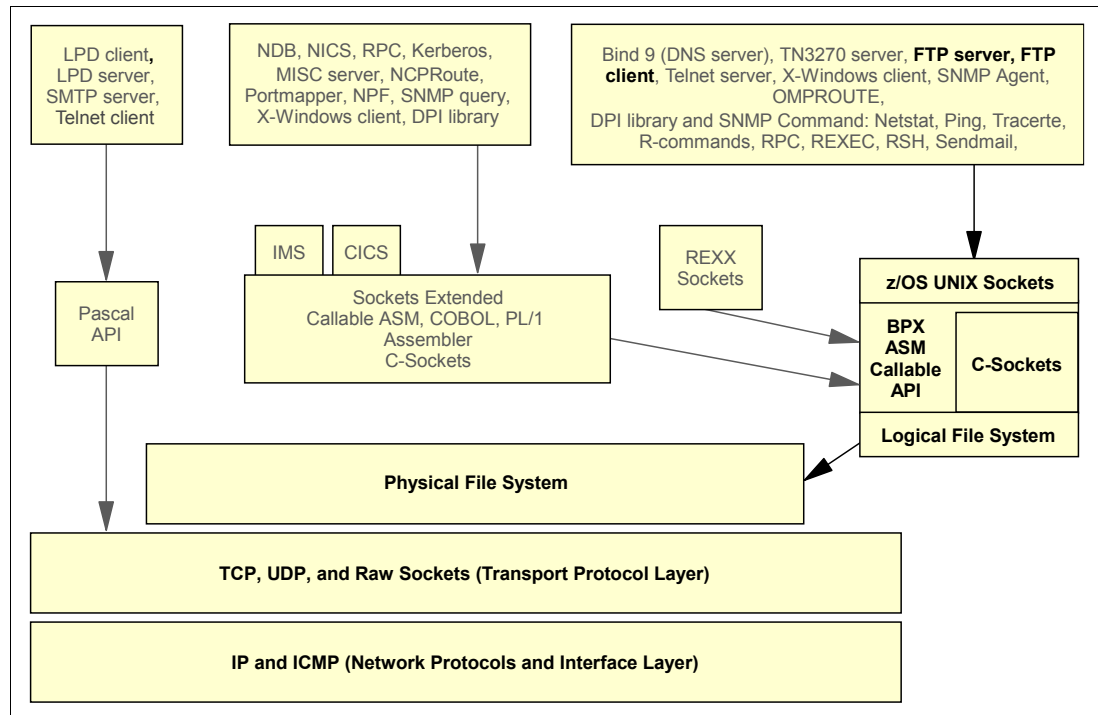 LPD client,
LPD server,
SMTP server,
Telnet client
NDB, NICS, RPC, Kerberos,
MISC server, NCPRoute,
Portmapper, NPF, SNMP query,
X-Windows client, DPI library
Bind 9 (DNS server), TN3270 server, FTP server, FTP
client, Telnet server, X-Windows client, SNMP Agent,
OMPROUTE,
DPI library and SNMP Command: Netstat, Ping, Tracerte,
R-commands, RPC, REXEC, RSH, Sendmail,
IMS
CICS
REXX
Sockets
Pascal
API
Sockets Extended
Callable ASM, COBOL, PL/1
Assembler
C-Sockets
z/OS UNIX Sockets
BPX
ASM
Callable
API
C-Sockets
Logical File System
Physical File System
TCP, UDP, and Raw Sockets (Transport Protocol Layer)
IP and ICMP (Network Protocols and Interface Layer)